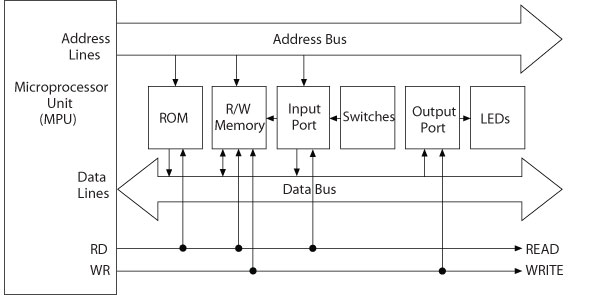 Address
Lines
Address Bus
Microprocessor
Unit
(MPU)
ROM
R/W
Memory
Input
Port
Switches
Output
Port
LEDs
Data
Lines
Data Bus
RD
READ
WR
WRITE